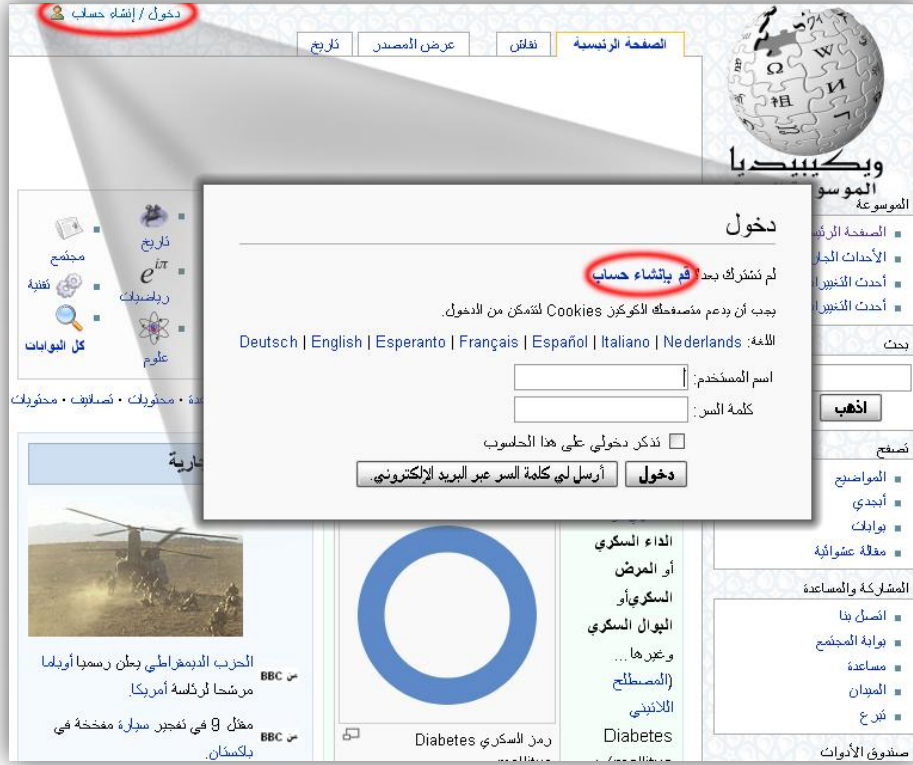 دخول / إنشاء حساب
الصفحة الرئيسية
نقاش
عرض المصدر
تاريخ
ويكيبيديا
الموسوعة
الصفحة
الأحداث
أحدث
أحدث
بحث
اذهب
تصفح
المواضيع
أبجدي
بوابات
مقالة عشوائية
المشاركة والمساعدة
اتصل بنا
بوابة المجتمع
مساعدة
الميدان
تبرع
صندوق الأدوات
تاريخ
رياضيات
علوم
مجتمع
تقنية
كل البوابات
محتويات • تصانيف • محتويات
دخول
لم تشترك بعد؟ قم بإنشاء حساب
يجب أن يدعم متصفحك الكوكيز Cookies لتتمكن من الدخول.
اللغة: Deutsch | English | Esperanto | Français | Español | Italiano | Nederlands
اسم المستخدم:
كلمة السر:
تذكر دخولي على هذا الحاسوب
دخول
أرسل لي كلمة السر عبر البريد الإلكتروني.
الداء السكري
أو المرض
السكري أو
البوال السكري
وغيرها...
(المصطلح
اللاتيني
Diabetes
رمز السكري Diabetes
الحزب الديمقراطي يعلن رسميا أوباما
مرشحا لرئاسة أمريكا.
من BBC
مقتل 9 في تفجير سيارة مفخخة في
باكستان.
من BBC